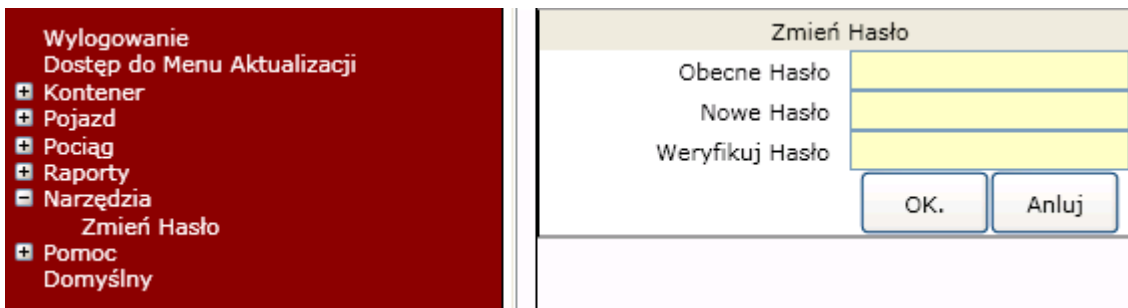 Wylogowanie
Dostęp do Menu Aktualizacji
Kontener
Pojazd
Pociąg
Raporty
Narzędzia
Zmień Hasło
Pomoc
Domyślny
Zmień Hasło
Obecne Hasło
Nowe Hasło
Weryfikuj Hasło
OK. Anluj